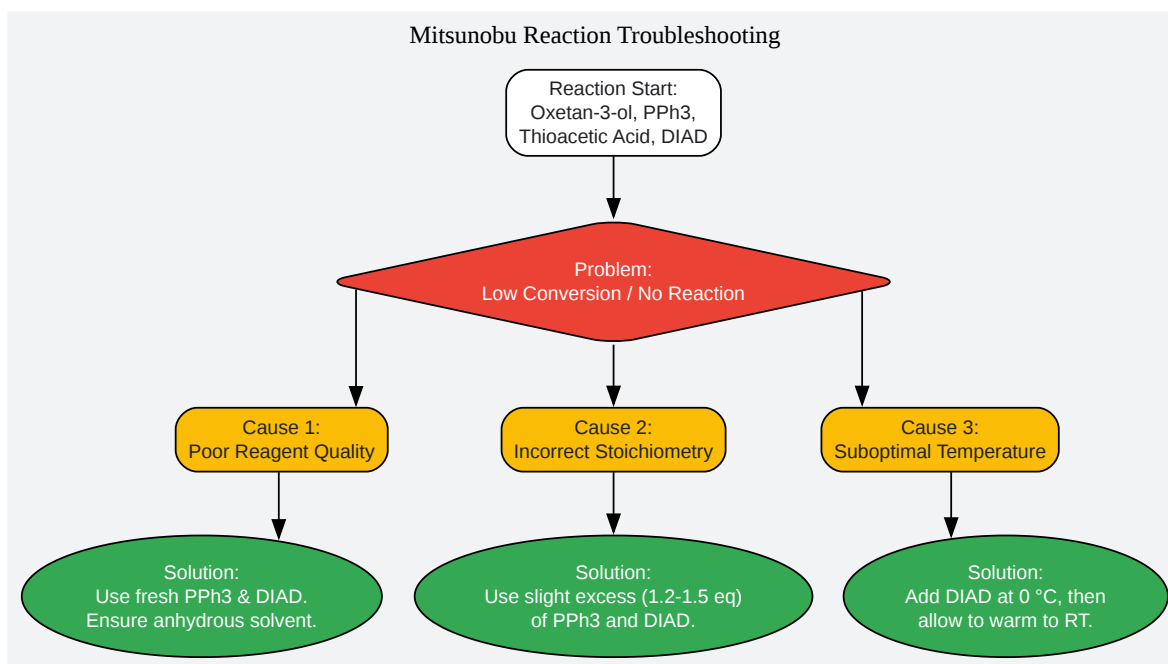 Mitsunobu Reaction Troubleshooting
Reaction Start:
Oxetan-3-ol, PPh3,
Thioacetic Acid, DIAD
Problem:
Low Conversion / No Reaction
Cause 1:
Poor Reagent Quality
Cause 2:
Incorrect Stoichiometry
Cause 3:
Suboptimal Temperature
Solution:
Use fresh PPh3 & DIAD.
Ensure anhydrous solvent.
Solution:
Use slight excess (1.2-1.5 eq)
of PPh3 and DIAD.
Solution:
Add DIAD at 0 °C, then
allow to warm to RT.